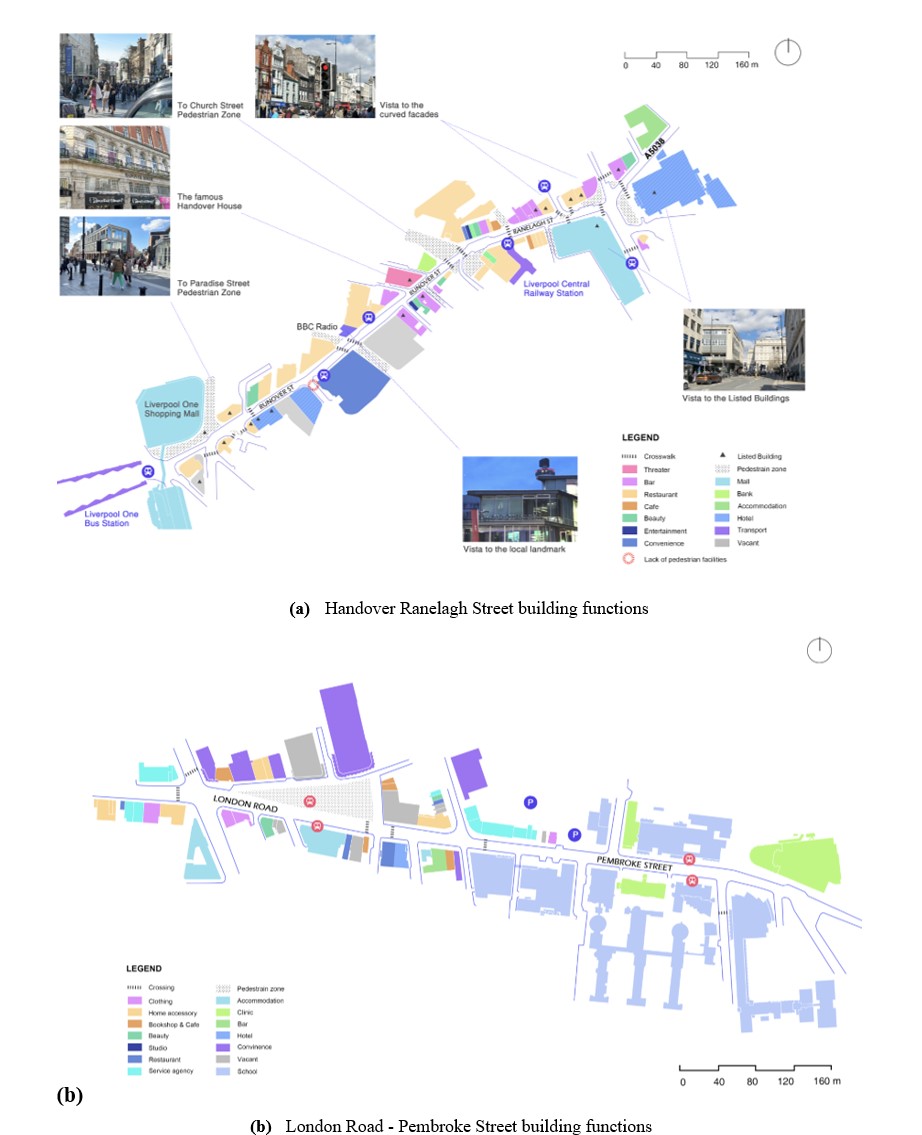 To Church Street
Pedestrian Zone
Vista to the
curved facades
0 40 80 120 160 m
The famous
Handover House
To Paradise Street
Pedestrian Zone
A5038
RANELAGH ST
RUNOVER ST
Liverpool Central
Railway Station
BBC Radio
Vista to the Listed Buildings
Liverpool One
Shopping Mall
RUNOVER ST
Liverpool One
Bus Station
Vista to the local landmark
LEGEND
Crosswalk
Threater
Bar
Restaurant
Cafe
Beauty
Entertainment
Convenience
Lack of pedestrian facilities
Listed Building
Pedestrain zone
Mall
Bank
Accommodation
Hotel
Transport
Vacant
(a) Handover Ranelagh Street building functions
LONDON ROAD
P
P
PEMBROKE STREET
LEGEND
Crossing
Clothing
Home accessory
Bookshop & Cafe
Beauty
Studio
Restaurant
Service agency
Pedestrain zone
Accommodation
Clinic
Bar
Hotel
Convinence
Vacant
School
0 40 80 120 160 m
(b)
(b) London Road - Pembroke Street building functions